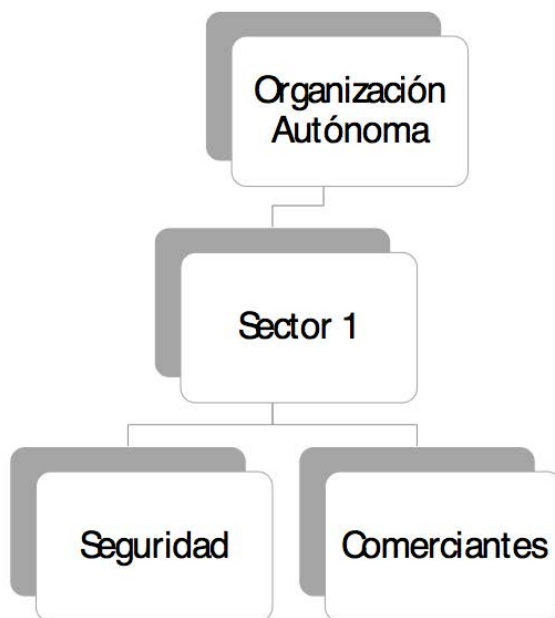 Organización
Autónoma
Sector 1
Seguridad
Comerciantes